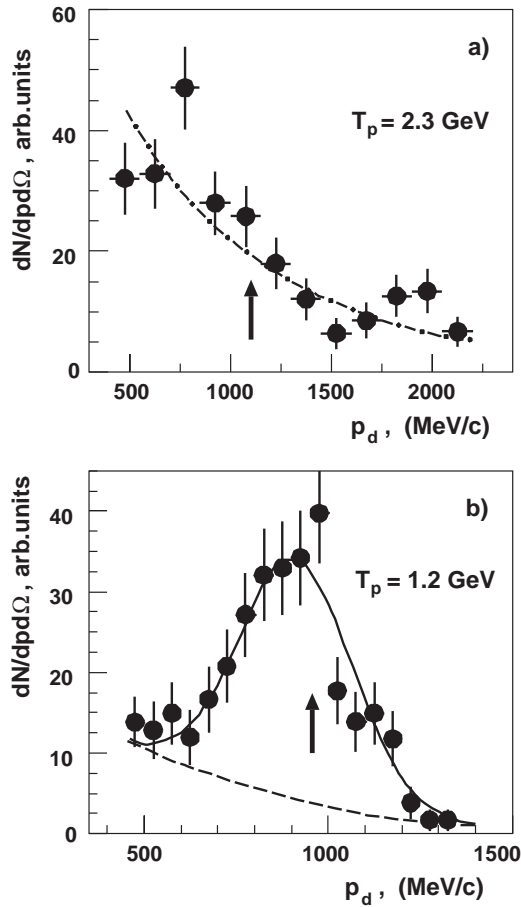 60
a)
T_p = 2.3 GeV
40
20
0
dN/dpdΩ , arb.units
500 1000 1500 2000
p_d , (MeV/c)
b)
40
T_p = 1.2 GeV
30
20
10
0
dN/dpdΩ , arb.units
500 1000 1500
p_d , (MeV/c)